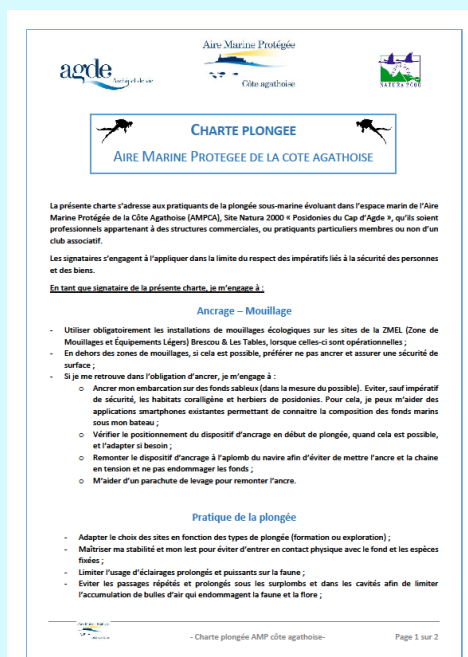 agde
Archipel de vie
Aire Marine Protégée
Côte agathoise
NATURA 2000
CHARTE PLONGEE
AIRE MARINE PROTEGEE DE LA COTE AGATHOISE
La présente charte s'adresse aux pratiquants de la plongée sous-marine évoluant dans l'espace marin de l'Aire
Marine Protégée de la Côte Agathoise (AMPCA), Site Natura 2000 « Posidonies du Cap d'Agde », qu'ils soient
professionnels appartenant à des structures commerciales, ou pratiquants particuliers membres ou non d'un
club associatif.
Les signataires s'engagent à l'appliquer dans la limite du respect des impératifs liés à la sécurité des personnes
et des biens.
En tant que signataire de la présente charte, je m'engage à :
Ancrage – Mouillage
- Utiliser obligatoirement les installations de mouillages écologiques sur les sites de la ZMEL (Zone de
Mouillages et Équipements Légers) Brescou & Les Tables, lorsque celles-ci sont opérationnelles ;
- En dehors des zones de mouillages, si cela est possible, préférer ne pas ancrer et assurer une sécurité de
surface ;
- Si je me retrouve dans l'obligation d'ancrer, je m'engage à :
o Ancrer mon embarcation sur des fonds sableux (dans la mesure du possible). Eviter, sauf impératif
de sécurité, les habitats coralligène et herbiers de posidonies. Pour cela, je peux m'aider des
applications smartphones existantes permettant de connaitre la composition des fonds marins
sous mon bateau ;
o Vérifier le positionnement du dispositif d'ancrage en début de plongée, quand cela est possible,
et l'adapter si besoin ;
o Remonter le dispositif d'ancrage à l'aplomb du navire afin d'éviter de mettre l'ancre et la chaine
en tension et ne pas endommager les fonds ;
o M'aider d'un parachute de levage pour remonter l'ancre.
Pratique de la plongée
- Adapter le choix des sites en fonction des types de plongée (formation ou exploration) ;
- Maîtriser ma stabilité et mon lest pour éviter d'entrer en contact physique avec le fond et les espèces
fixées ;
- Limiter l'usage d'éclairages prolongés et puissants sur la faune ;
- Eviter les passages répétés et prolongés sous les surplombs et dans les cavités afin de limiter
l'accumulation de bulles d'air qui endommagent la faune et la flore ;
- Charte plongée AMP côte agathoise-
Page 1 sur 2